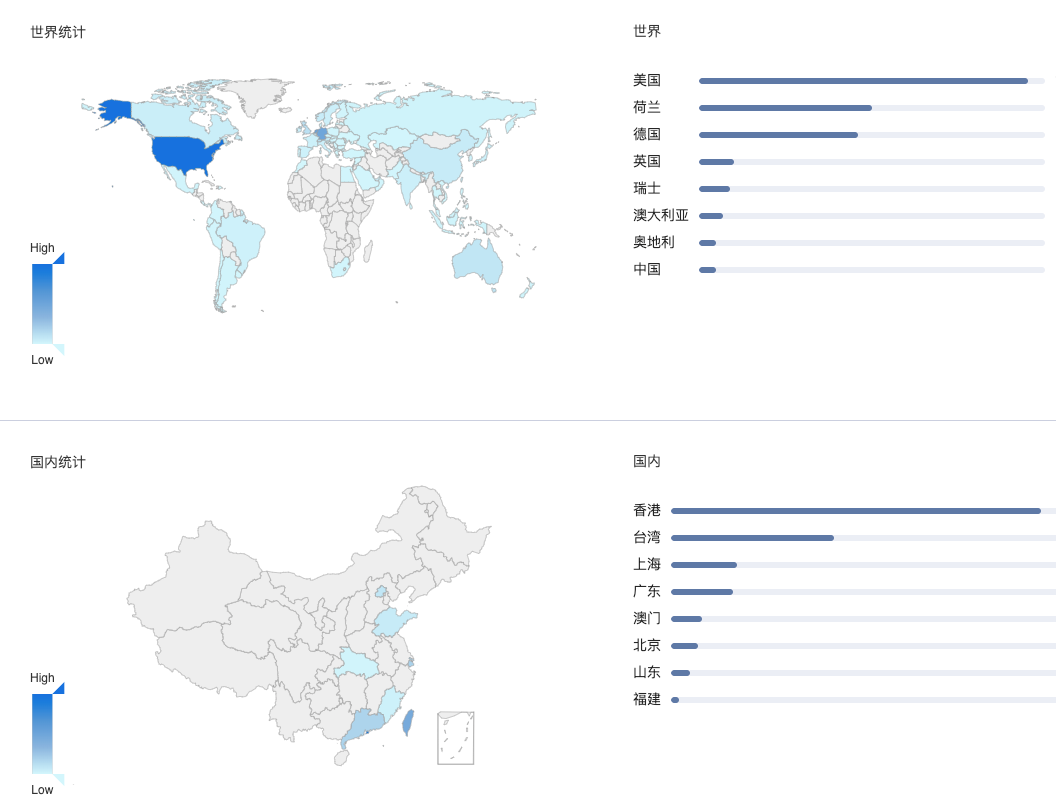 世界统计
世界
美国
荷兰
德国
英国
瑞士
澳大利亚
奥地利
中国
High
Low
国内统计
国内
香港
台湾
上海
广东
澳门
北京
山东
福建
High
Low